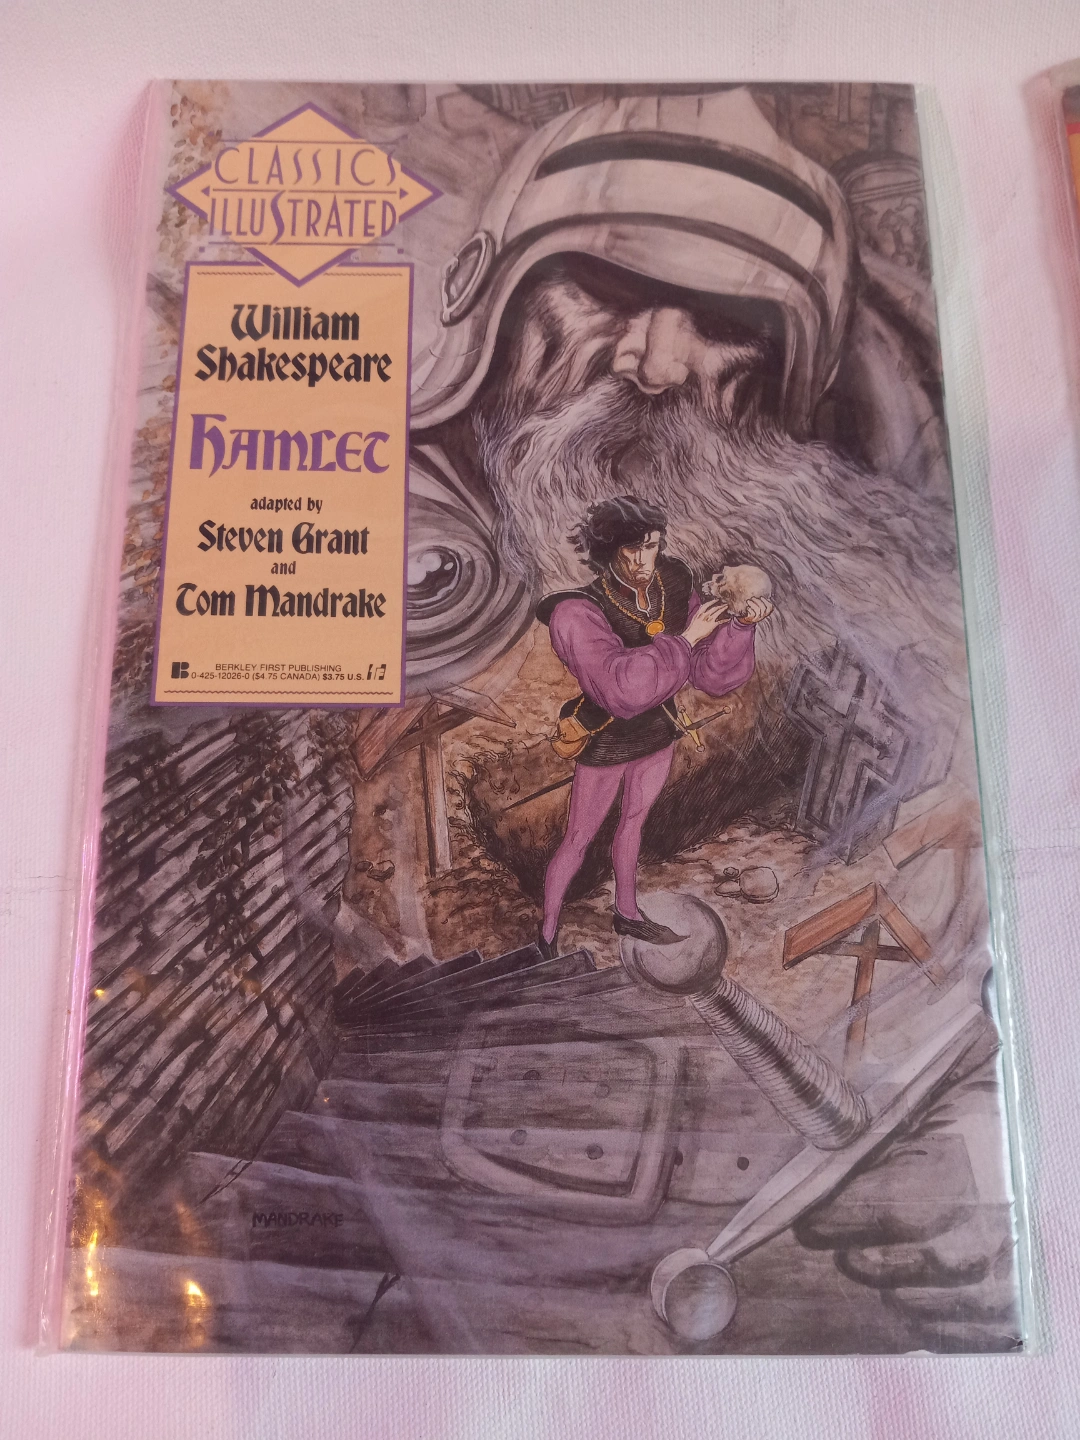 CLASSICS
ILLUSTRATED
William
Shakespeare
HAMLET
adapted by
Steven Grant
and
Tom Mandrake
BERKLEY FIRST PUBLISHING
0-425-12026-0 ($4.75 CANADA) $3.75 U.S.
MANDRAKE